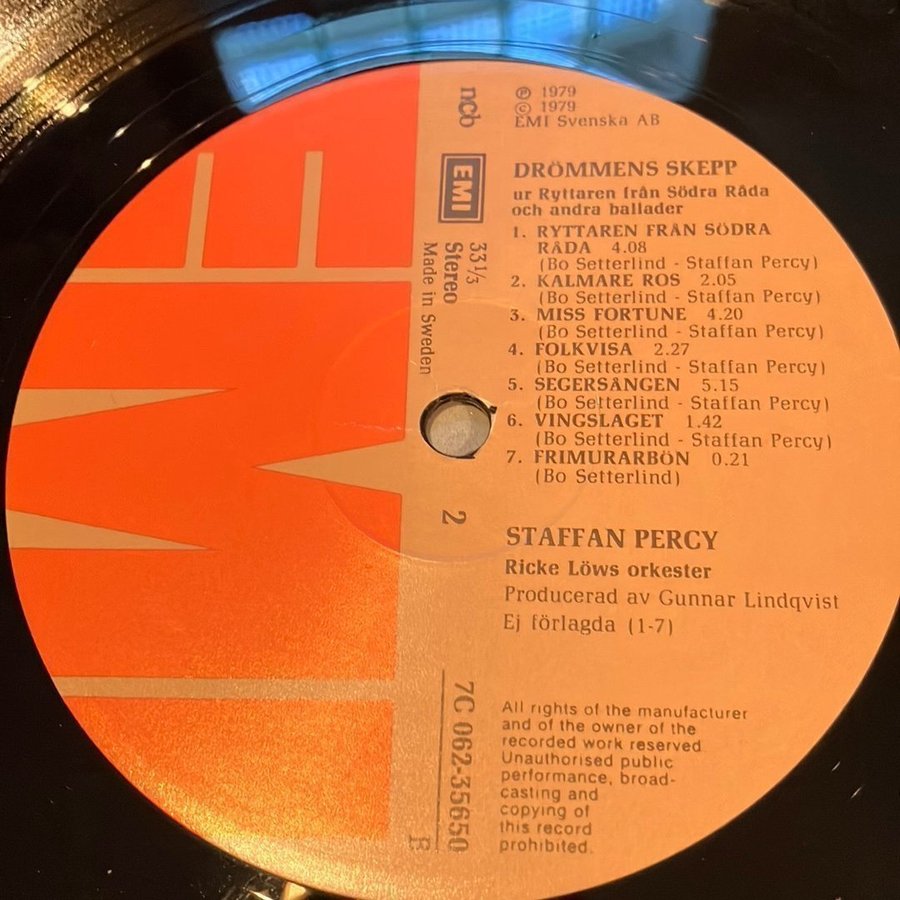 ncb
EMI
33 1/3
Stereo
Made in Sweden
2
7C 062-35650
B
EMI
℗ 1979
© 1979
EMI Svenska AB
DRÖMMENS SKEPP
ur Ryttaren från Södra Råda
och andra ballader
1. RYTTAREN FRÅN SÖDRA
RÅDA 4.08
(Bo Setterlind - Staffan Percy)
2. KALMARE ROS 2.05
(Bo Setterlind - Staffan Percy)
3. MISS FORTUNE 4.20
(Bo Setterlind - Staffan Percy)
4. FOLKVISA 2.27
(Bo Setterlind - Staffan Percy)
5. SEGERSÅNGEN 5.15
(Bo Setterlind - Staffan Percy)
6. VINGSLAGET 1.42
(Bo Setterlind - Staffan Percy)
7. FRIMURARBÖN 0.21
(Bo Setterlind)
STAFFAN PERCY
Ricke Löws orkester
Producerad av Gunnar Lindqvist
Ej förlagda (1-7)
All rights of the manufacturer
and of the owner of the
recorded work reserved
Unauthorised public
performance, broad-
casting and
copying of
this record
prohibited.